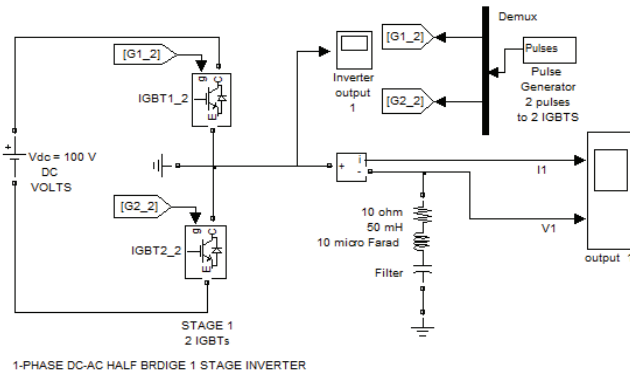 Demux
[G1_2]
[G1_2]
g
C
E
IGBT1_2
Inverter
output
1
[G2_2]
Pulses
Pulse
Generator
2 pulses
to 2 IGBTS
+
Vdc = 100 V
DC
VOLTS
[G2_2]
g
C
E
IGBT2_2
+
i
-
I1
V1
10 ohm
50 mH
10 micro Farad
Filter
output 1
STAGE 1
2 IGBTs
1-PHASE DC-AC HALF BRDIGE 1 STAGE INVERTER